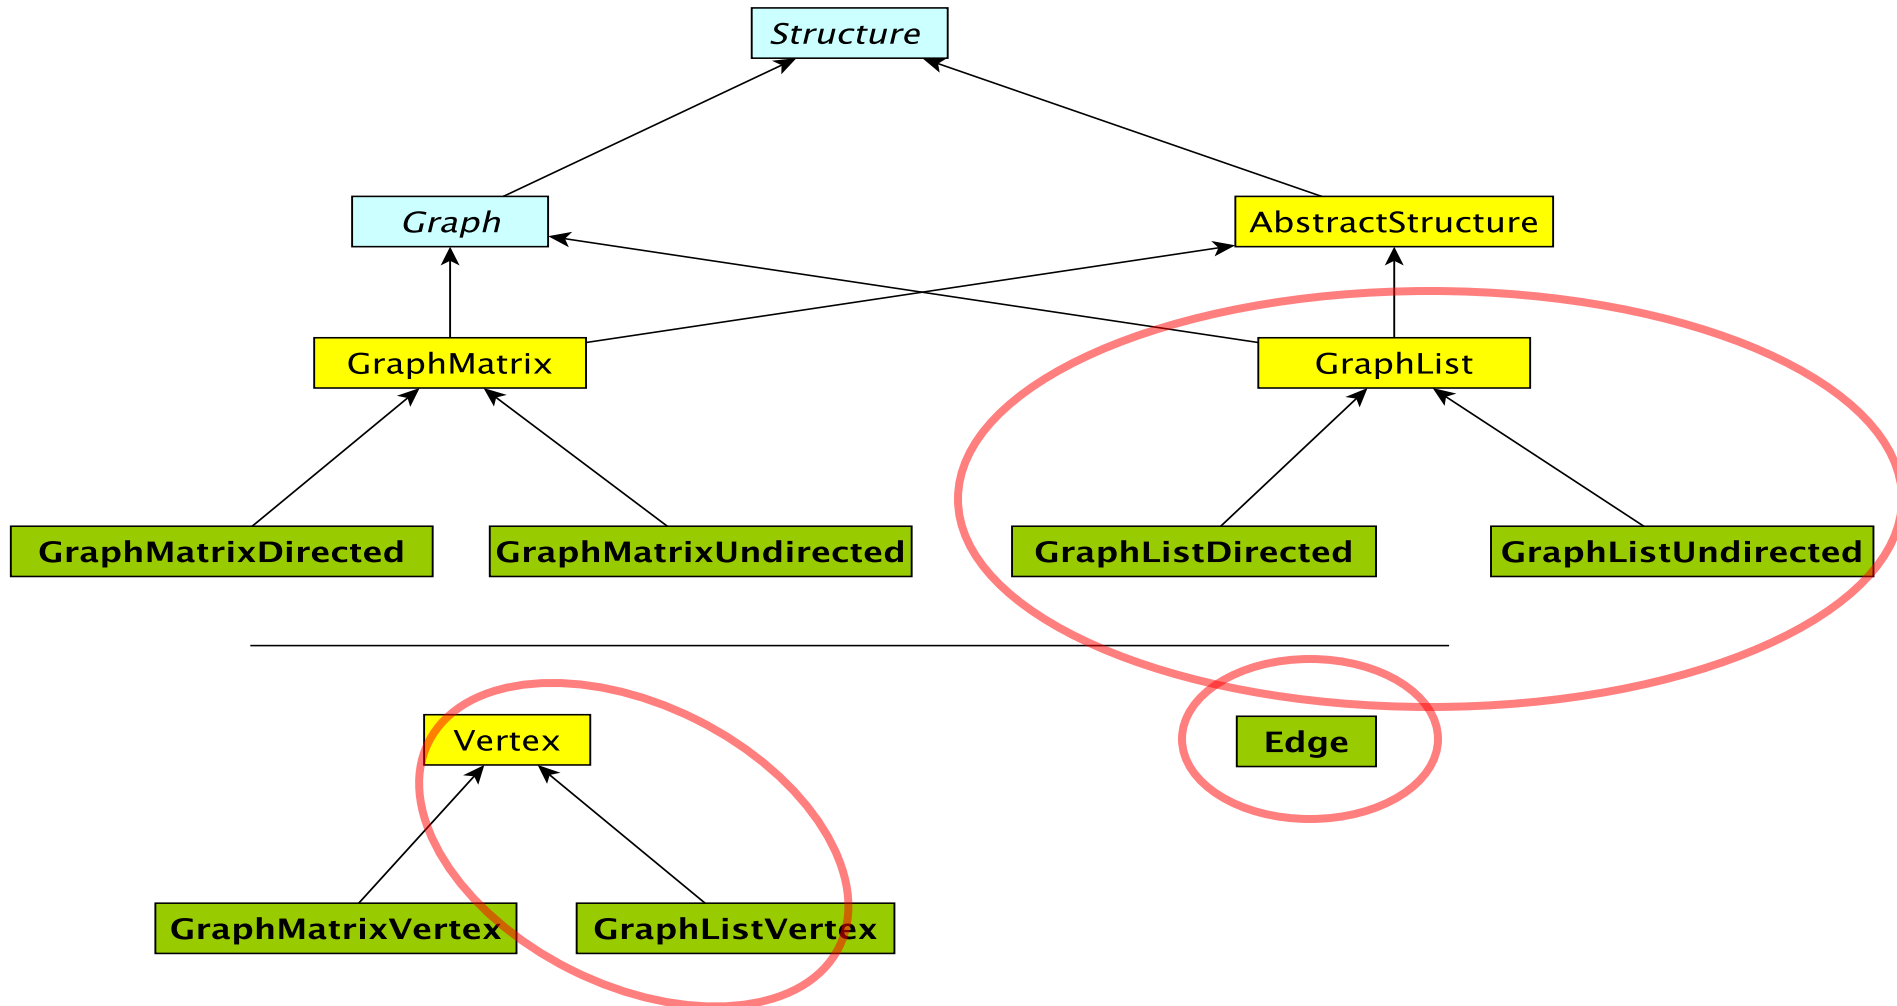 Structure
Graph
AbstractStructure
GraphMatrix
GraphList
GraphMatrixDirected
GraphMatrixUndirected
GraphListDirected
GraphListUndirected
Vertex
Edge
GraphMatrixVertex
GraphListVertex